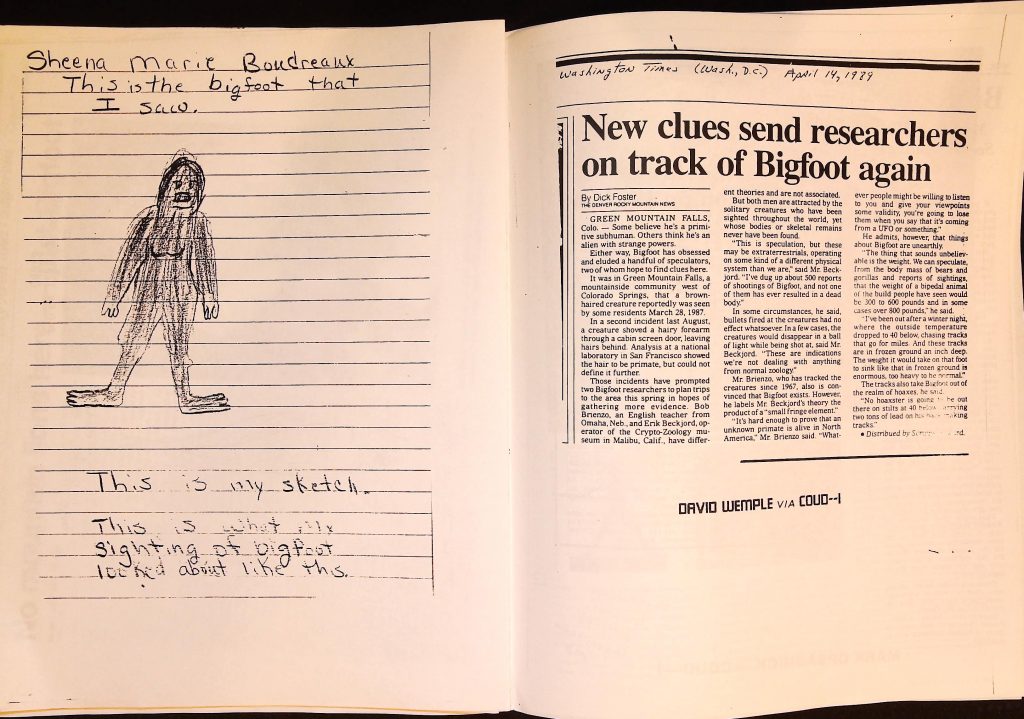 Sheena Marie Boudreaux
This is the bigfoot that
I saw.
This is my sketch.
This is what my
sighting of bigfoot
looked about like this.
Washington Times (Wash., D.C.) April 14, 1989
New clues send researchers
on track of Bigfoot again
By Dick Foster
THE DENVER ROCKY MOUNTAIN NEWS
GREEN MOUNTAIN FALLS,
Colo. — Some believe he's a primi-
tive subhuman. Others think he's an
alien with strange powers.
Either way, Bigfoot has obsessed
and eluded a handful of speculators,
two of whom hope to find clues here.
It was in Green Mountain Falls, a
mountainside community west of
Colorado Springs, that a brown-
haired creature reportedly was seen
by some residents March 28, 1987.
In a second incident last August,
a creature shoved a hairy forearm
through a cabin screen door, leaving
hairs behind. Analysis at a national
laboratory in San Francisco showed
the hair to be primate, but could not
define it further.
Those incidents have prompted
two Bigfoot researchers to plan trips
to the area this spring in hopes of
gathering more evidence. Bob
Brienzo, an English teacher from
Omaha, Neb., and Erik Beckjord, op-
erator of the Crypto-Zoology mu-
seum in Malibu, Calif., have differ-
ent theories and are not associated.
But both men are attracted by the
solitary creatures who have been
sighted throughout the world, yet
whose bodies or skeletal remains
never have been found.
"This is speculation, but these
may be extraterrestrials, operating
on some kind of a different physical
system than we are," said Mr. Beck-
jord. "I've dug up about 500 reports
of shootings of Bigfoot, and not one
of them has ever resulted in a dead
body."
In some circumstances, he said,
bullets fired at the creatures had no
effect whatsoever. In a few cases, the
creatures would disappear in a ball
of light while being shot at, said Mr.
Beckjord. "These are indications
we're not dealing with anything
from normal zoology."
Mr. Brienzo, who has tracked the
creatures since 1967, also is con-
vinced that Bigfoot exists. However,
he labels Mr. Beckjord's theory the
product of a "small fringe element."
"It's hard enough to prove that an
unknown primate is alive in North
America," Mr. Brienzo said. "What-
ever people might be willing to listen
to you and give your viewpoints
some validity, you're going to lose
them when you say that it's coming
from a UFO or something."
He admits, however, that things
about Bigfoot are unearthly.
"The thing that sounds unbeliev-
able is the weight. We can speculate,
from the body mass of bears and
gorillas and reports of sightings,
that the weight of a bipedal animal
of the build people have seen would
be 300 to 600 pounds and in some
cases over 800 pounds," he said.
"I've been out after a winter night,
where the outside temperature
dropped to 40 below, chasing tracks
that go for miles. And these tracks
are in frozen ground an inch deep.
The weight it would take on that foot
to sink like that in frozen ground is
enormous, too heavy to be normal."
The tracks also take Bigfoot out of
the realm of hoaxes, he said.
"No hoaxster is going to be out
there on stilts at 40 below carrying
two tons of lead on his back making
tracks."
• Distribued by
DAVID WEMPLE VIA COUD--I